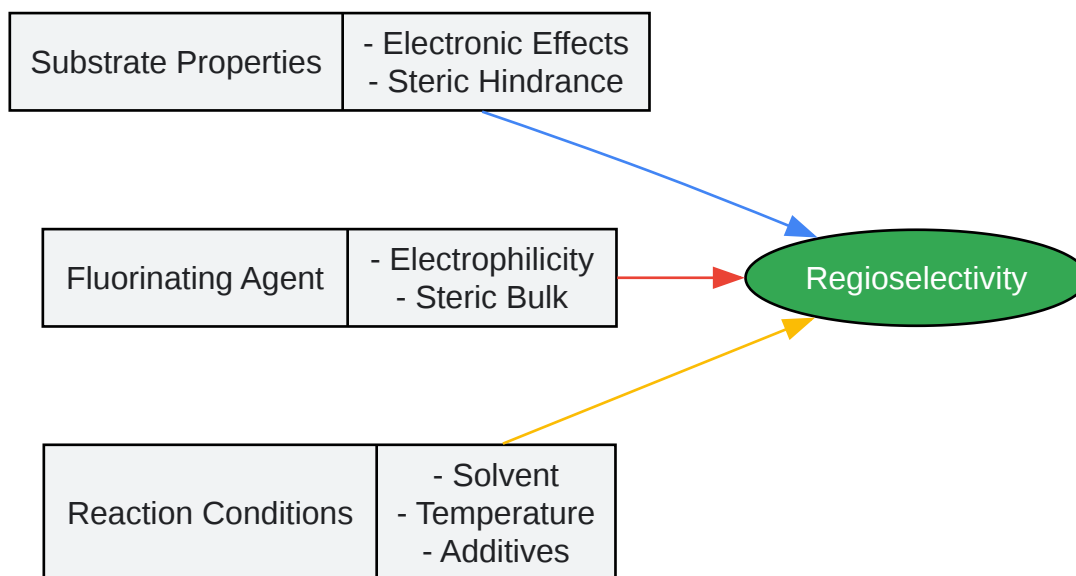 Substrate Properties
- Electronic Effects
- Steric Hindrance
Fluorinating Agent
- Electrophilicity
- Steric Bulk
Regioselectivity
Reaction Conditions
- Solvent
- Temperature
- Additives